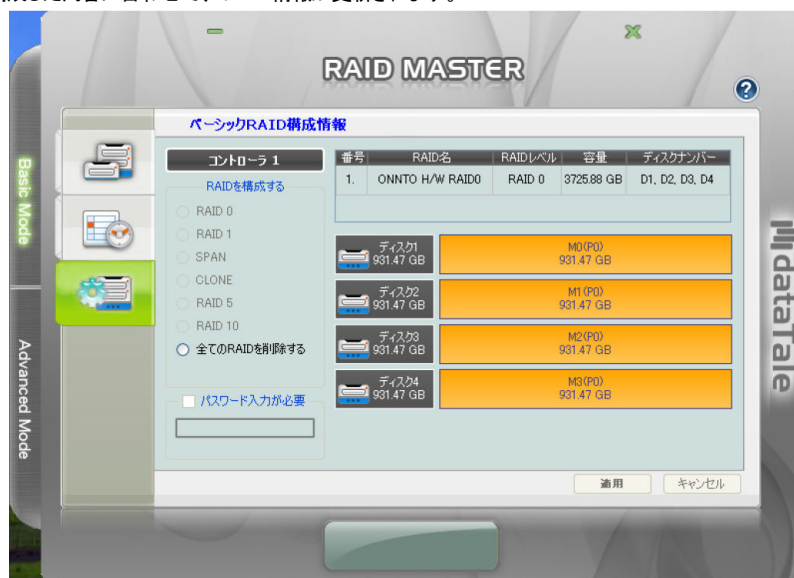 RAID MASTER
?
Basic Mode
Advanced Mode
ベーシックRAID構成情報
コントローラ 1
RAIDを構成する
RAID 0
RAID 1
SPAN
CLONE
RAID 5
RAID 10
全てのRAIDを削除する
パスワード入力が必要
番号 RAID名 RAIDレベル 容量 ディスクナンバー
1. ONNTO H/W RAID0 RAID 0 3725.88 GB D1, D2, D3, D4
ディスク1
931.47 GB
M0(P0)
931.47 GB
ディスク2
931.47 GB
M1(P0)
931.47 GB
ディスク3
931.47 GB
M2(P0)
931.47 GB
ディスク4
931.47 GB
M3(P0)
931.47 GB
適用 キャンセル
dataTale